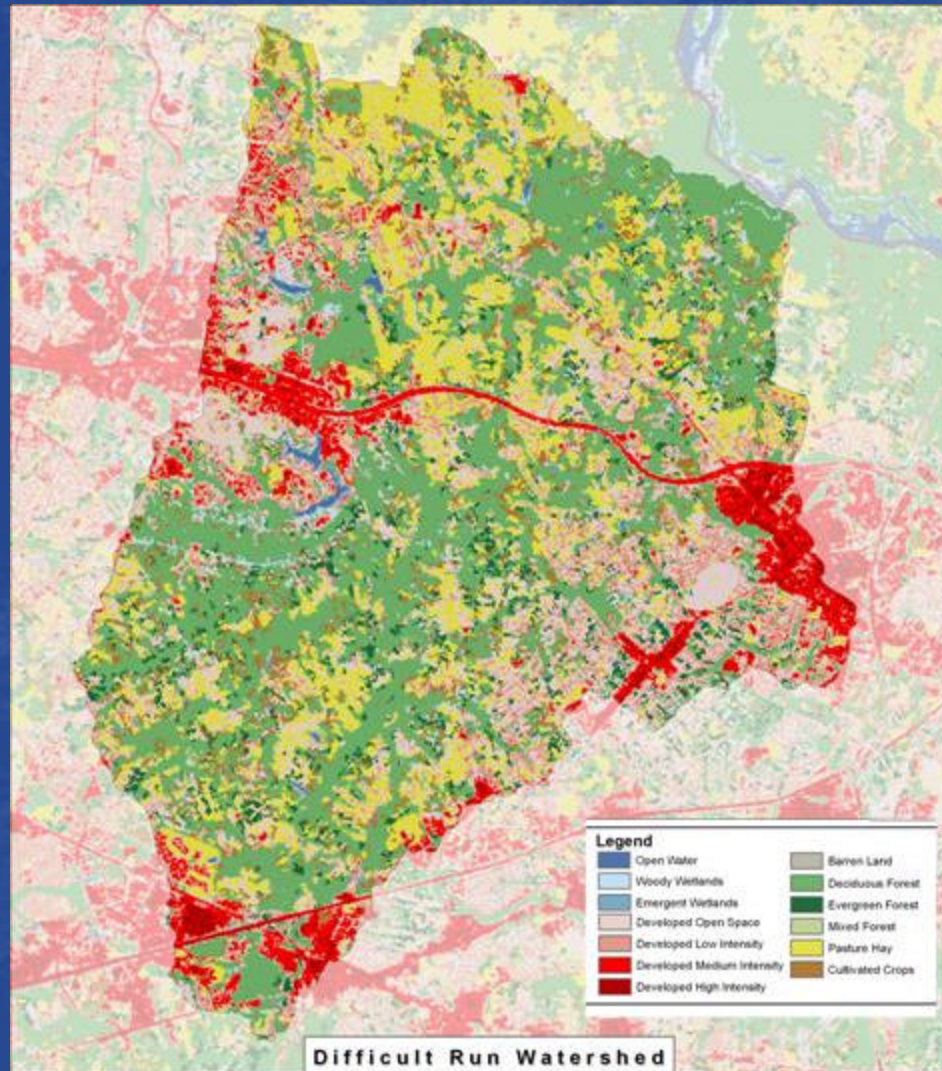 Legend
Open Water
Woody Wetlands
Emergent Wetlands
Developed Open Space
Developed Low Intensity
Developed Medium Intensity
Developed High Intensity
Barren Land
Deciduous Forest
Evergreen Forest
Mixed Forest
Pasture Hay
Cultivated Crops
Difficult Run Watershed